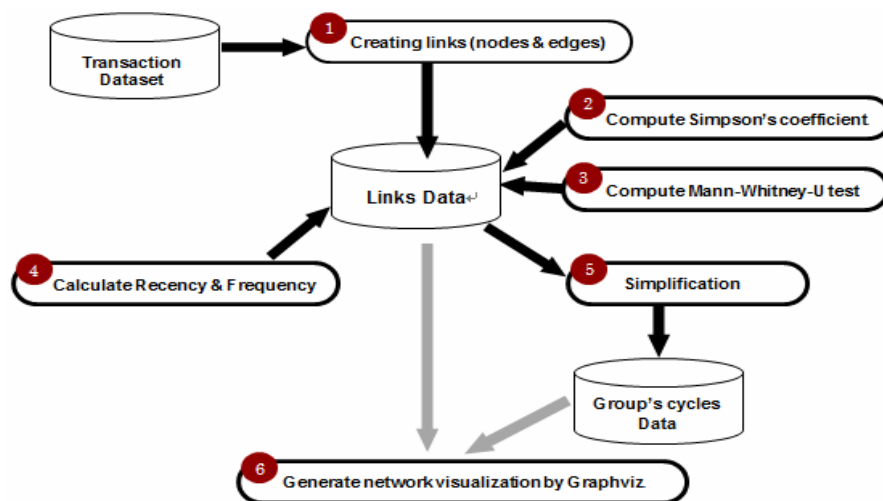 1
Creating links (nodes & edges)
Transaction
Dataset
2
Compute Simpson's coefficient
3
Compute Mann-Whitney-U test
Links Data↵
4
Calculate Recency & Frequency
5
Simplification
Group's cycles
Data
6
Generate network visualization by Graphviz